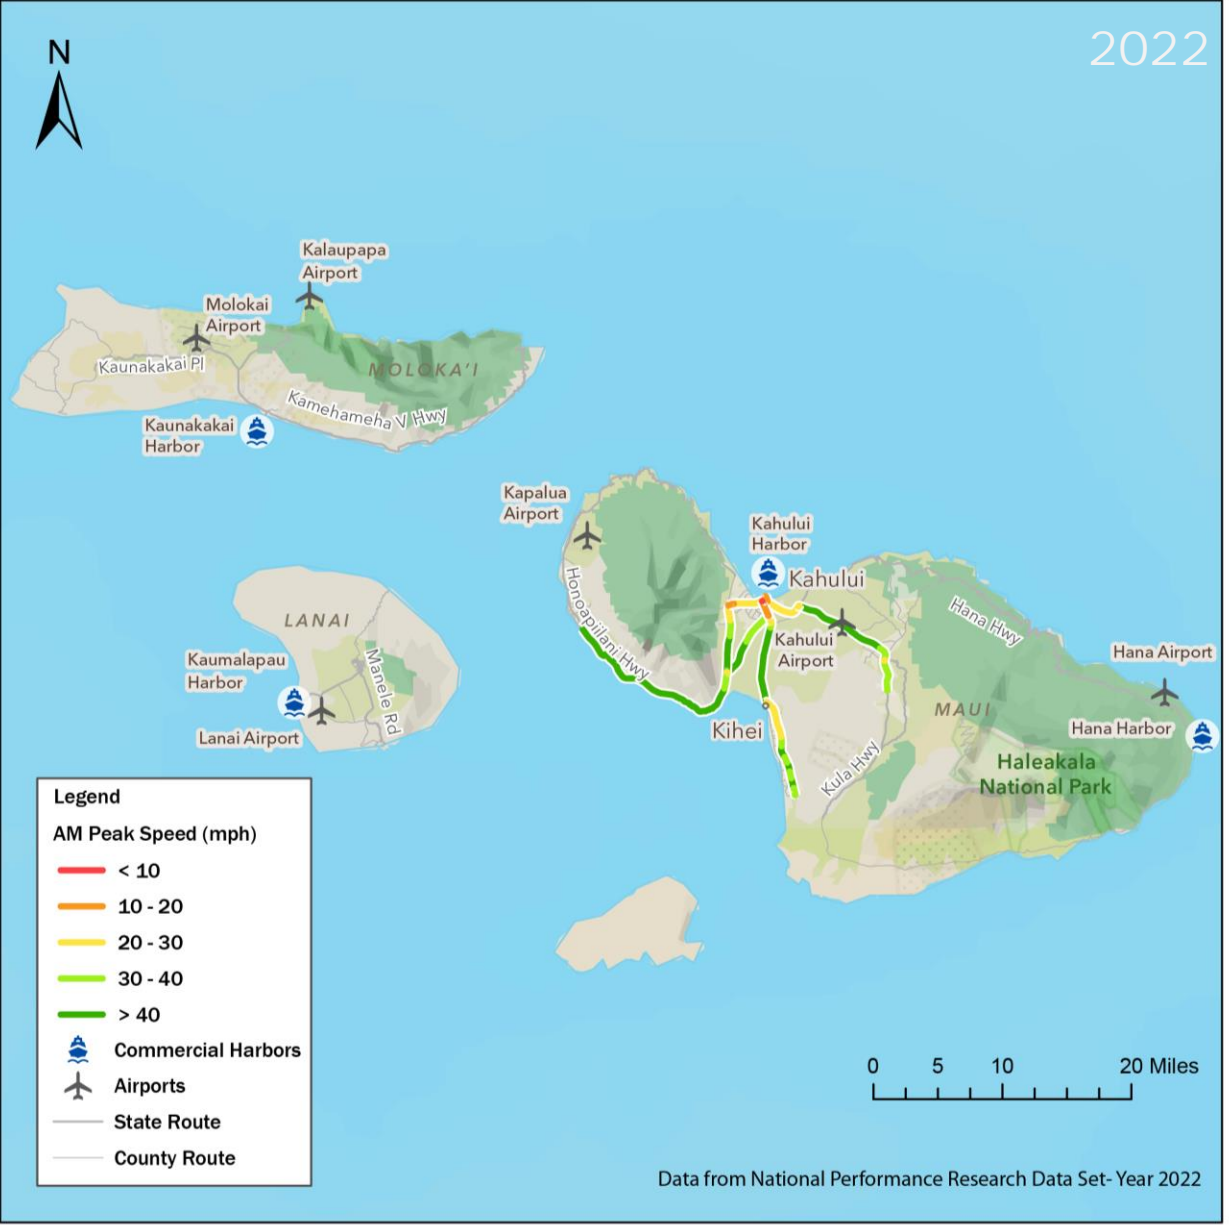 2022
N
Kalaupapa
Airport
Molokai
Airport
Kaunakakai Pl
MOLOKA'I
Kamehameha V Hwy
Kaunakakai
Harbor
Kapalua
Airport
Kahului
Harbor
Kahului
Honoapiilani Hwy
Hana Hwy
LANAI
Kahului
Airport
Hana Airport
Kaumalapau
Harbor
Manele Rd
Lanai Airport
MAUI
Kihei
Hana Harbor
Kula Hwy
Haleakala
National Park
Legend
AM Peak Speed (mph)
< 10
10 - 20
20 - 30
30 - 40
> 40
Commercial Harbors
Airports
State Route
County Route
0 5 10 20 Miles
Data from National Performance Research Data Set- Year 2022